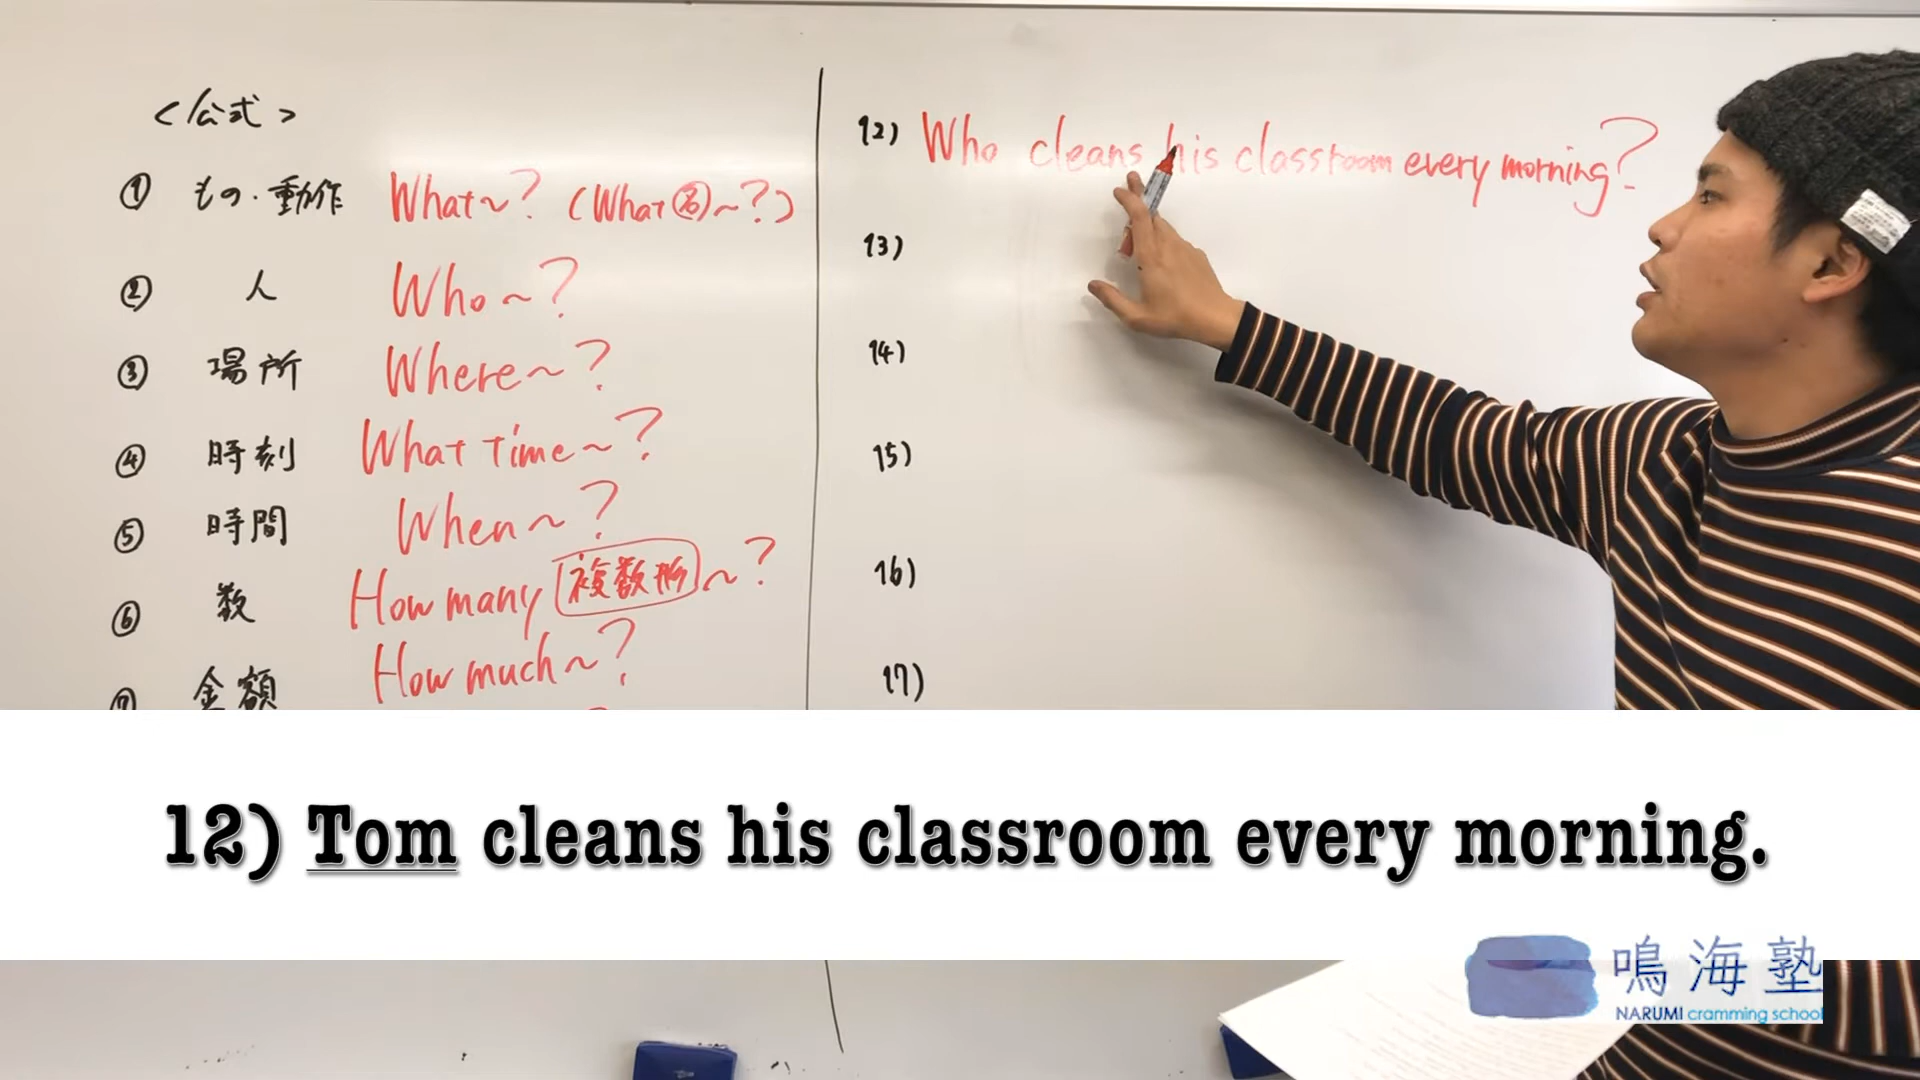 <公式>
① もの・動作 What~? (What㊔~?)
② 人 Who~?
③ 場所 Where~?
④ 時刻 What time~?
⑤ 時間 When~?
⑥ 数 How many 複数形~?
⑦ 金額 How much~?
12) Who cleans his classroom every morning?
13)
14)
15)
16)
17)
12) Tom cleans his classroom every morning.
鳴海塾
NARUMI cramming school